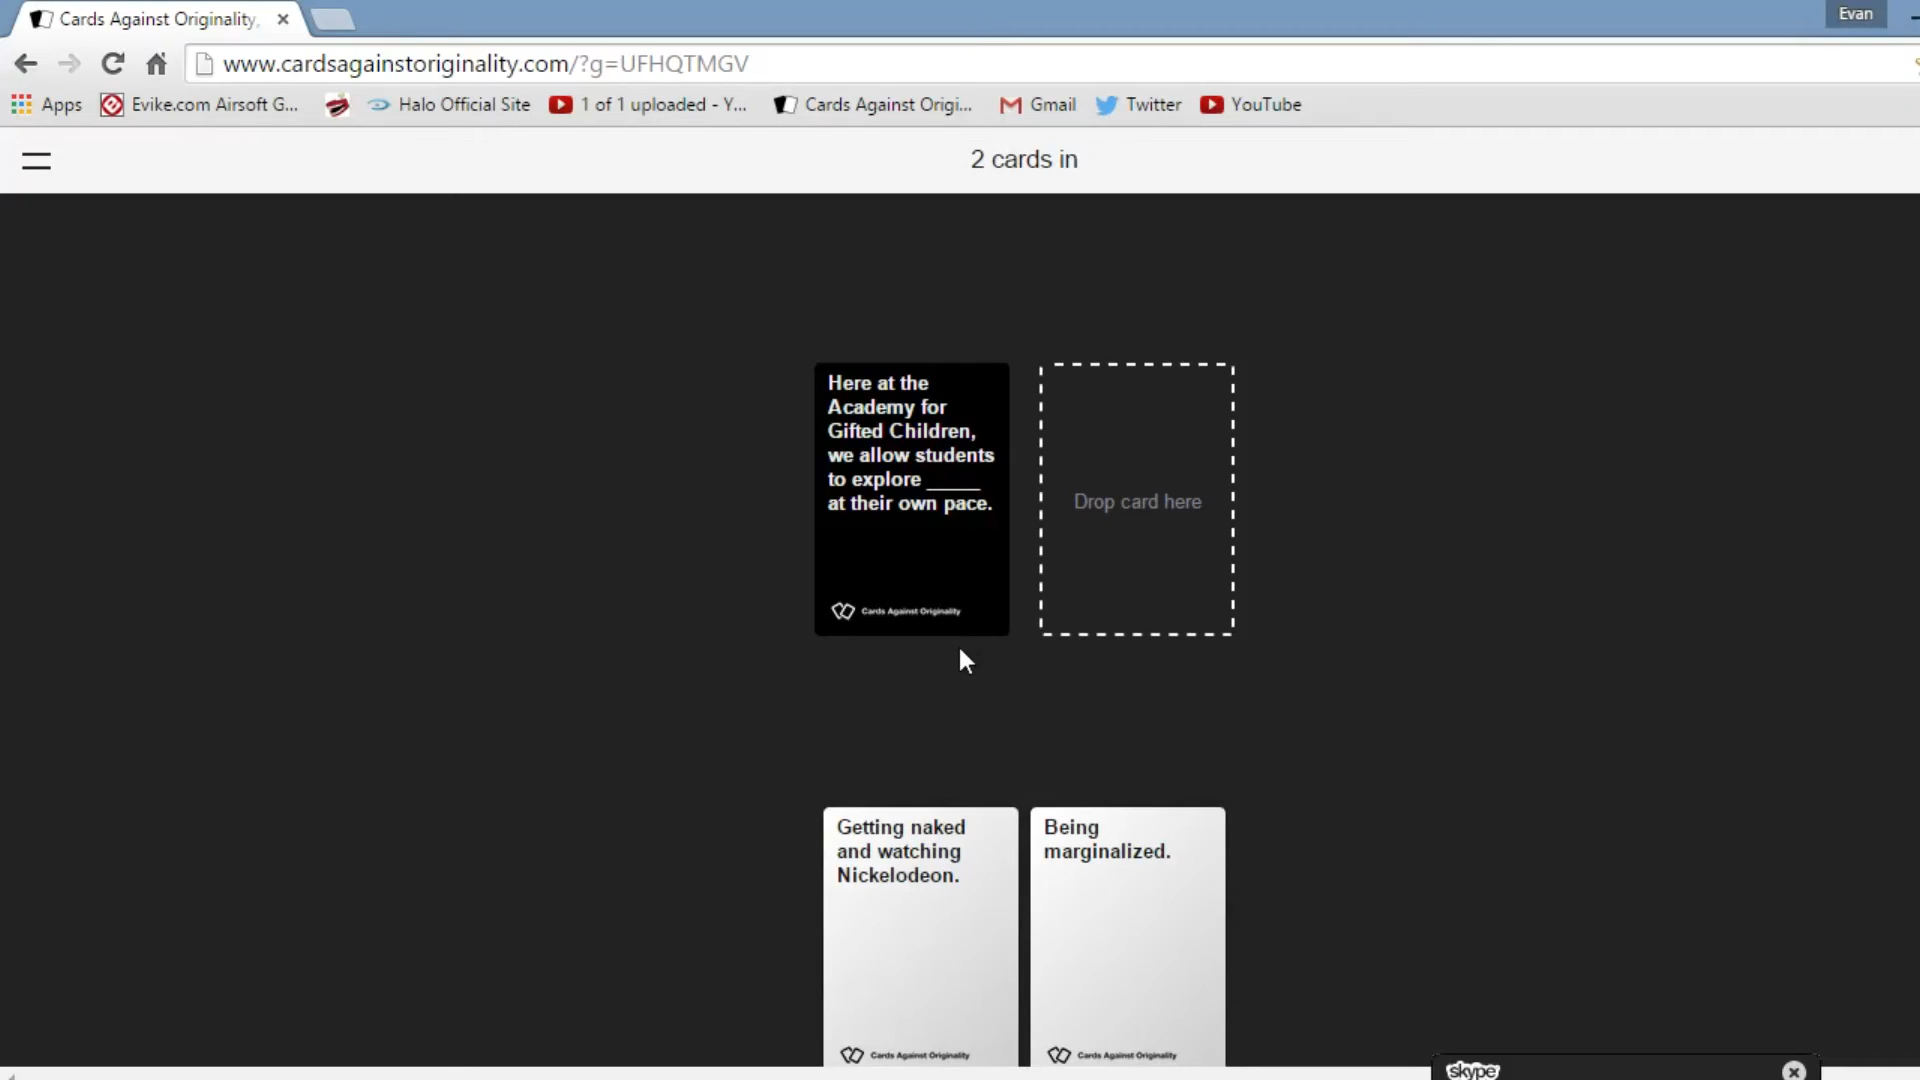 Cards Against Originality,
Evan
www.cardsagainstoriginality.com/?g=UFHQTMGV
Apps
Evike.com Airsoft G...
Halo Official Site
1 of 1 uploaded - Y...
Cards Against Origi...
Gmail
Twitter
YouTube
2 cards in
Here at the
Academy for
Gifted Children,
we allow students
to explore _____
at their own pace.
Cards Against Originality
Drop card here
Getting naked
and watching
Nickelodeon.
Cards Against Originality
Being
marginalized.
Cards Against Originality
skype